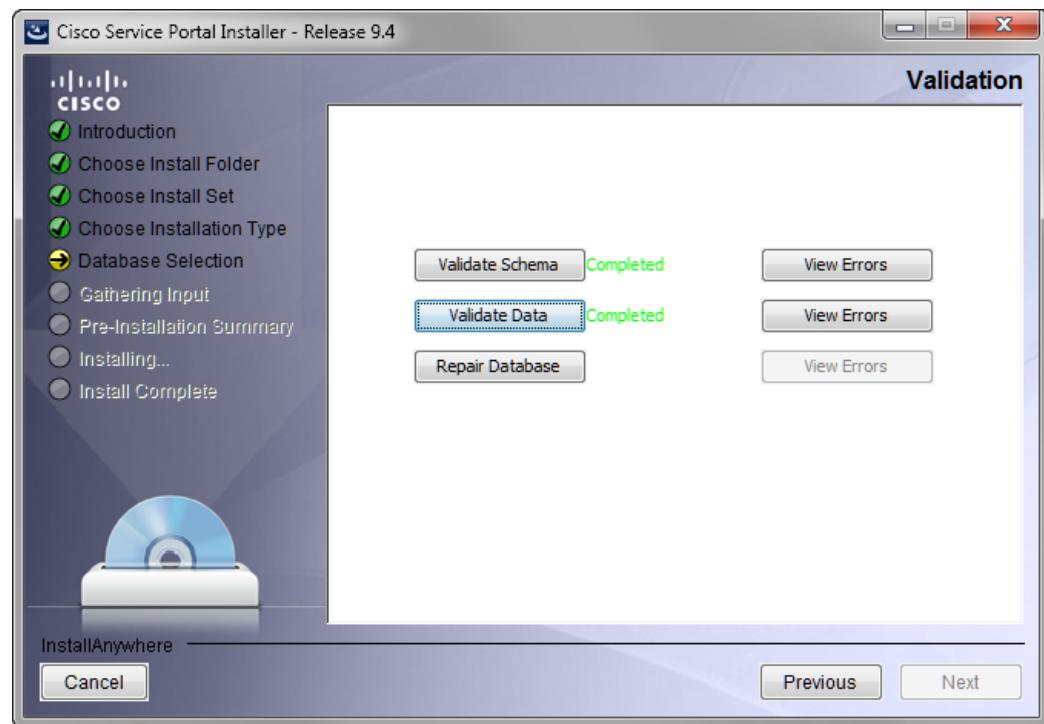 Cisco Service Portal Installer - Release 9.4
CISCO
Validation
Introduction
Choose Install Folder
Choose Install Set
Choose Installation Type
Database Selection
Gathering Input
Pre-Installation Summary
Installing...
Install Complete
Validate Schema Completed View Errors
Validate Data Completed View Errors
Repair Database View Errors
InstallAnywhere
Cancel Previous Next